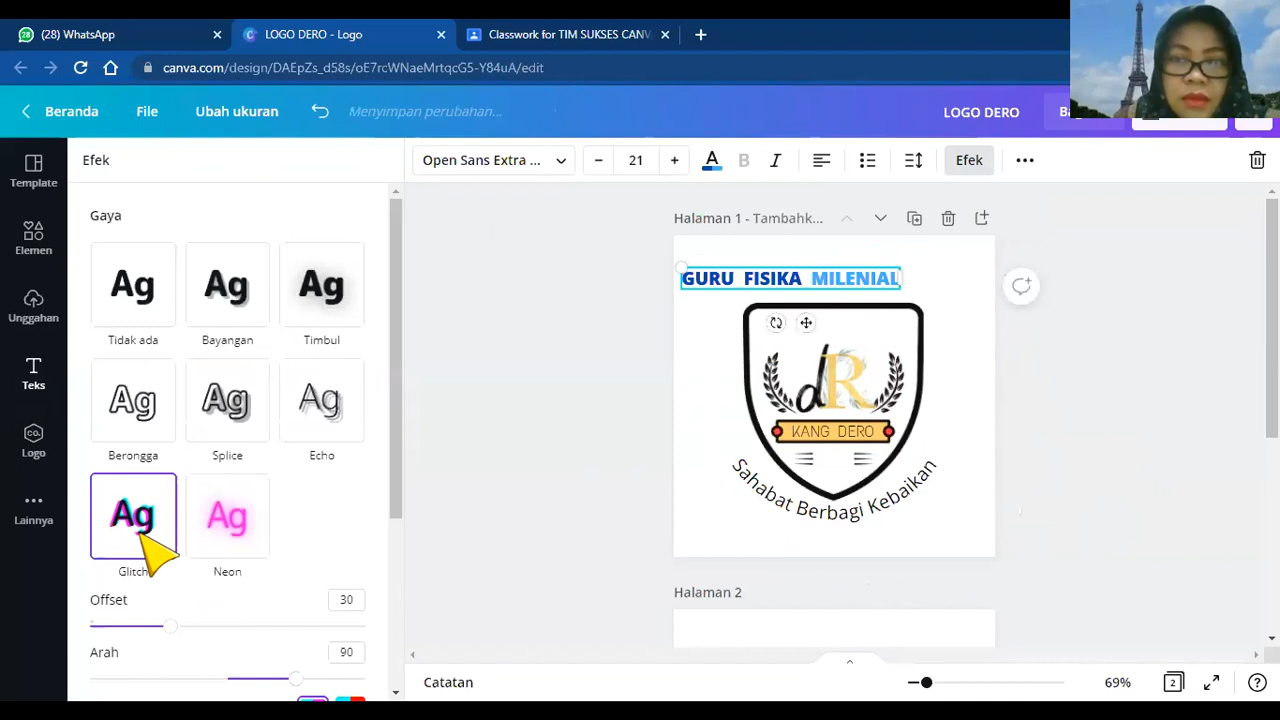 (28) WhatsApp
LOGO DERO - Logo
Classwork for TIM SUKSES CANV
canva.com/design/DAEpZs_d58s/oE7rcWNaeMrtqcG5-Y84uA/edit
Beranda
File
Ubah ukuran
Menyimpan perubahan...
LOGO DERO
Template
Elemen
Unggahan
Teks
Logo
Lainnya
Efek
Gaya
Ag Ag Ag
Tidak ada Bayangan Timbul
Ag Ag Ag
Berongga Splice Echo
Ag Ag
Glitch Neon
Offset 30
Arah 90
Open Sans Extra ...
21
A B I
Efek
Halaman 1 - Tambahk...
GURU FISIKA MILENIAL
dR
KANG DERO
Sahabat Berbagi Kebaikan
Halaman 2
Catatan
69%
2